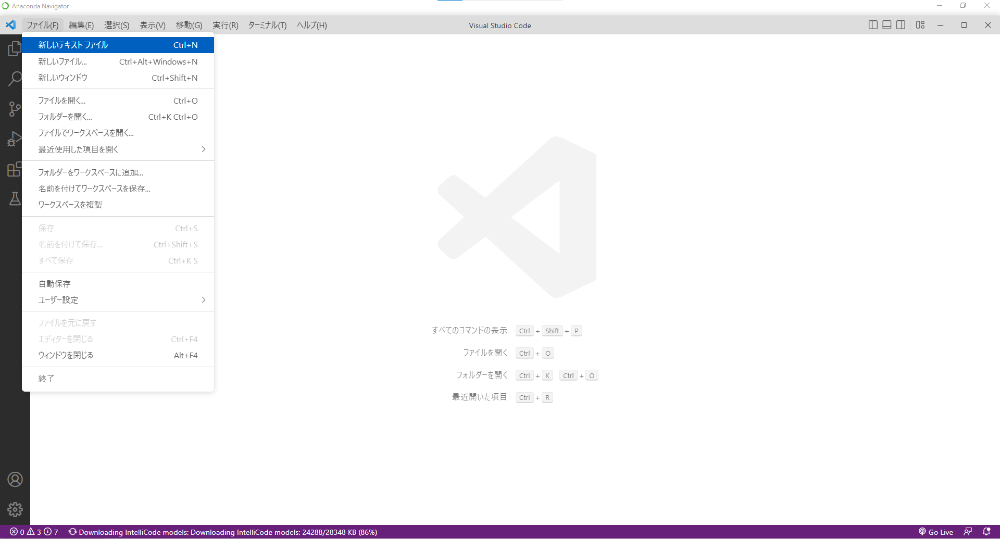 Anaconda Navigator
ファイル(F) 編集(E) 選択(S) 表示(V) 移動(G) 実行(R) ターミナル(T) ヘルプ(H) Visual Studio Code
新しいテキスト ファイル Ctrl+N
新しいファイル... Ctrl+Alt+Windows+N
新しいウィンドウ Ctrl+Shift+N
ファイルを開く... Ctrl+O
フォルダーを開く... Ctrl+K Ctrl+O
ファイルでワークスペースを開く...
最近使用した項目を開く
フォルダーをワークスペースに追加...
名前を付けてワークスペースを保存...
ワークスペースを複製
保存 Ctrl+S
名前を付けて保存... Ctrl+Shift+S
すべて保存 Ctrl+K S
自動保存
ユーザー設定
ファイルを元に戻す
エディターを閉じる Ctrl+F4
ウィンドウを閉じる Alt+F4
終了
すべてのコマンドの表示 Ctrl + Shift + P
ファイルを開く Ctrl + O
フォルダーを開く Ctrl + K Ctrl + O
最近開いた項目 Ctrl + R
0 3 7 Downloading IntelliCode models: Downloading IntelliCode models: 24288/28348 KB (86%) Go Live